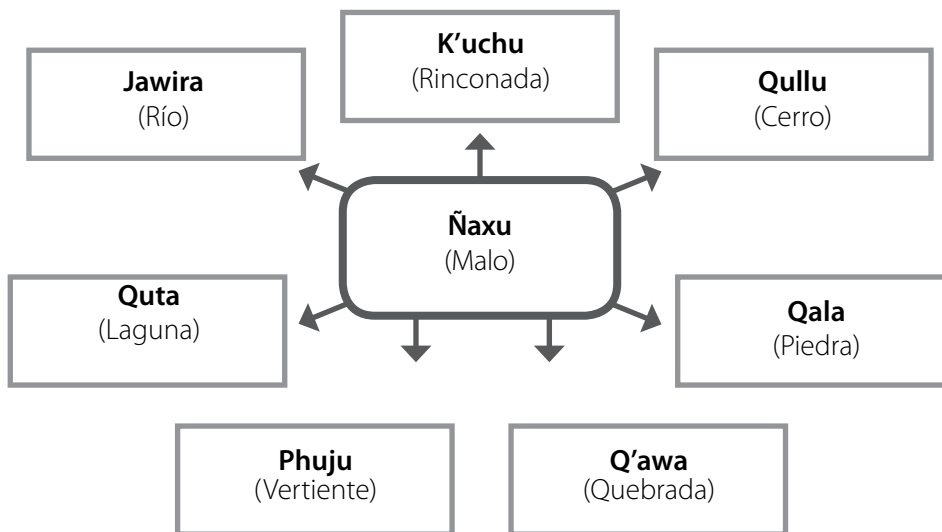 K’uchu
(Rinconada)
Jawira
(Río)
Qullu
(Cerro)
Ñaxu
(Malo)
Quta
(Laguna)
Qala
(Piedra)
Phuju
(Vertiente)
Q’awa
(Quebrada)